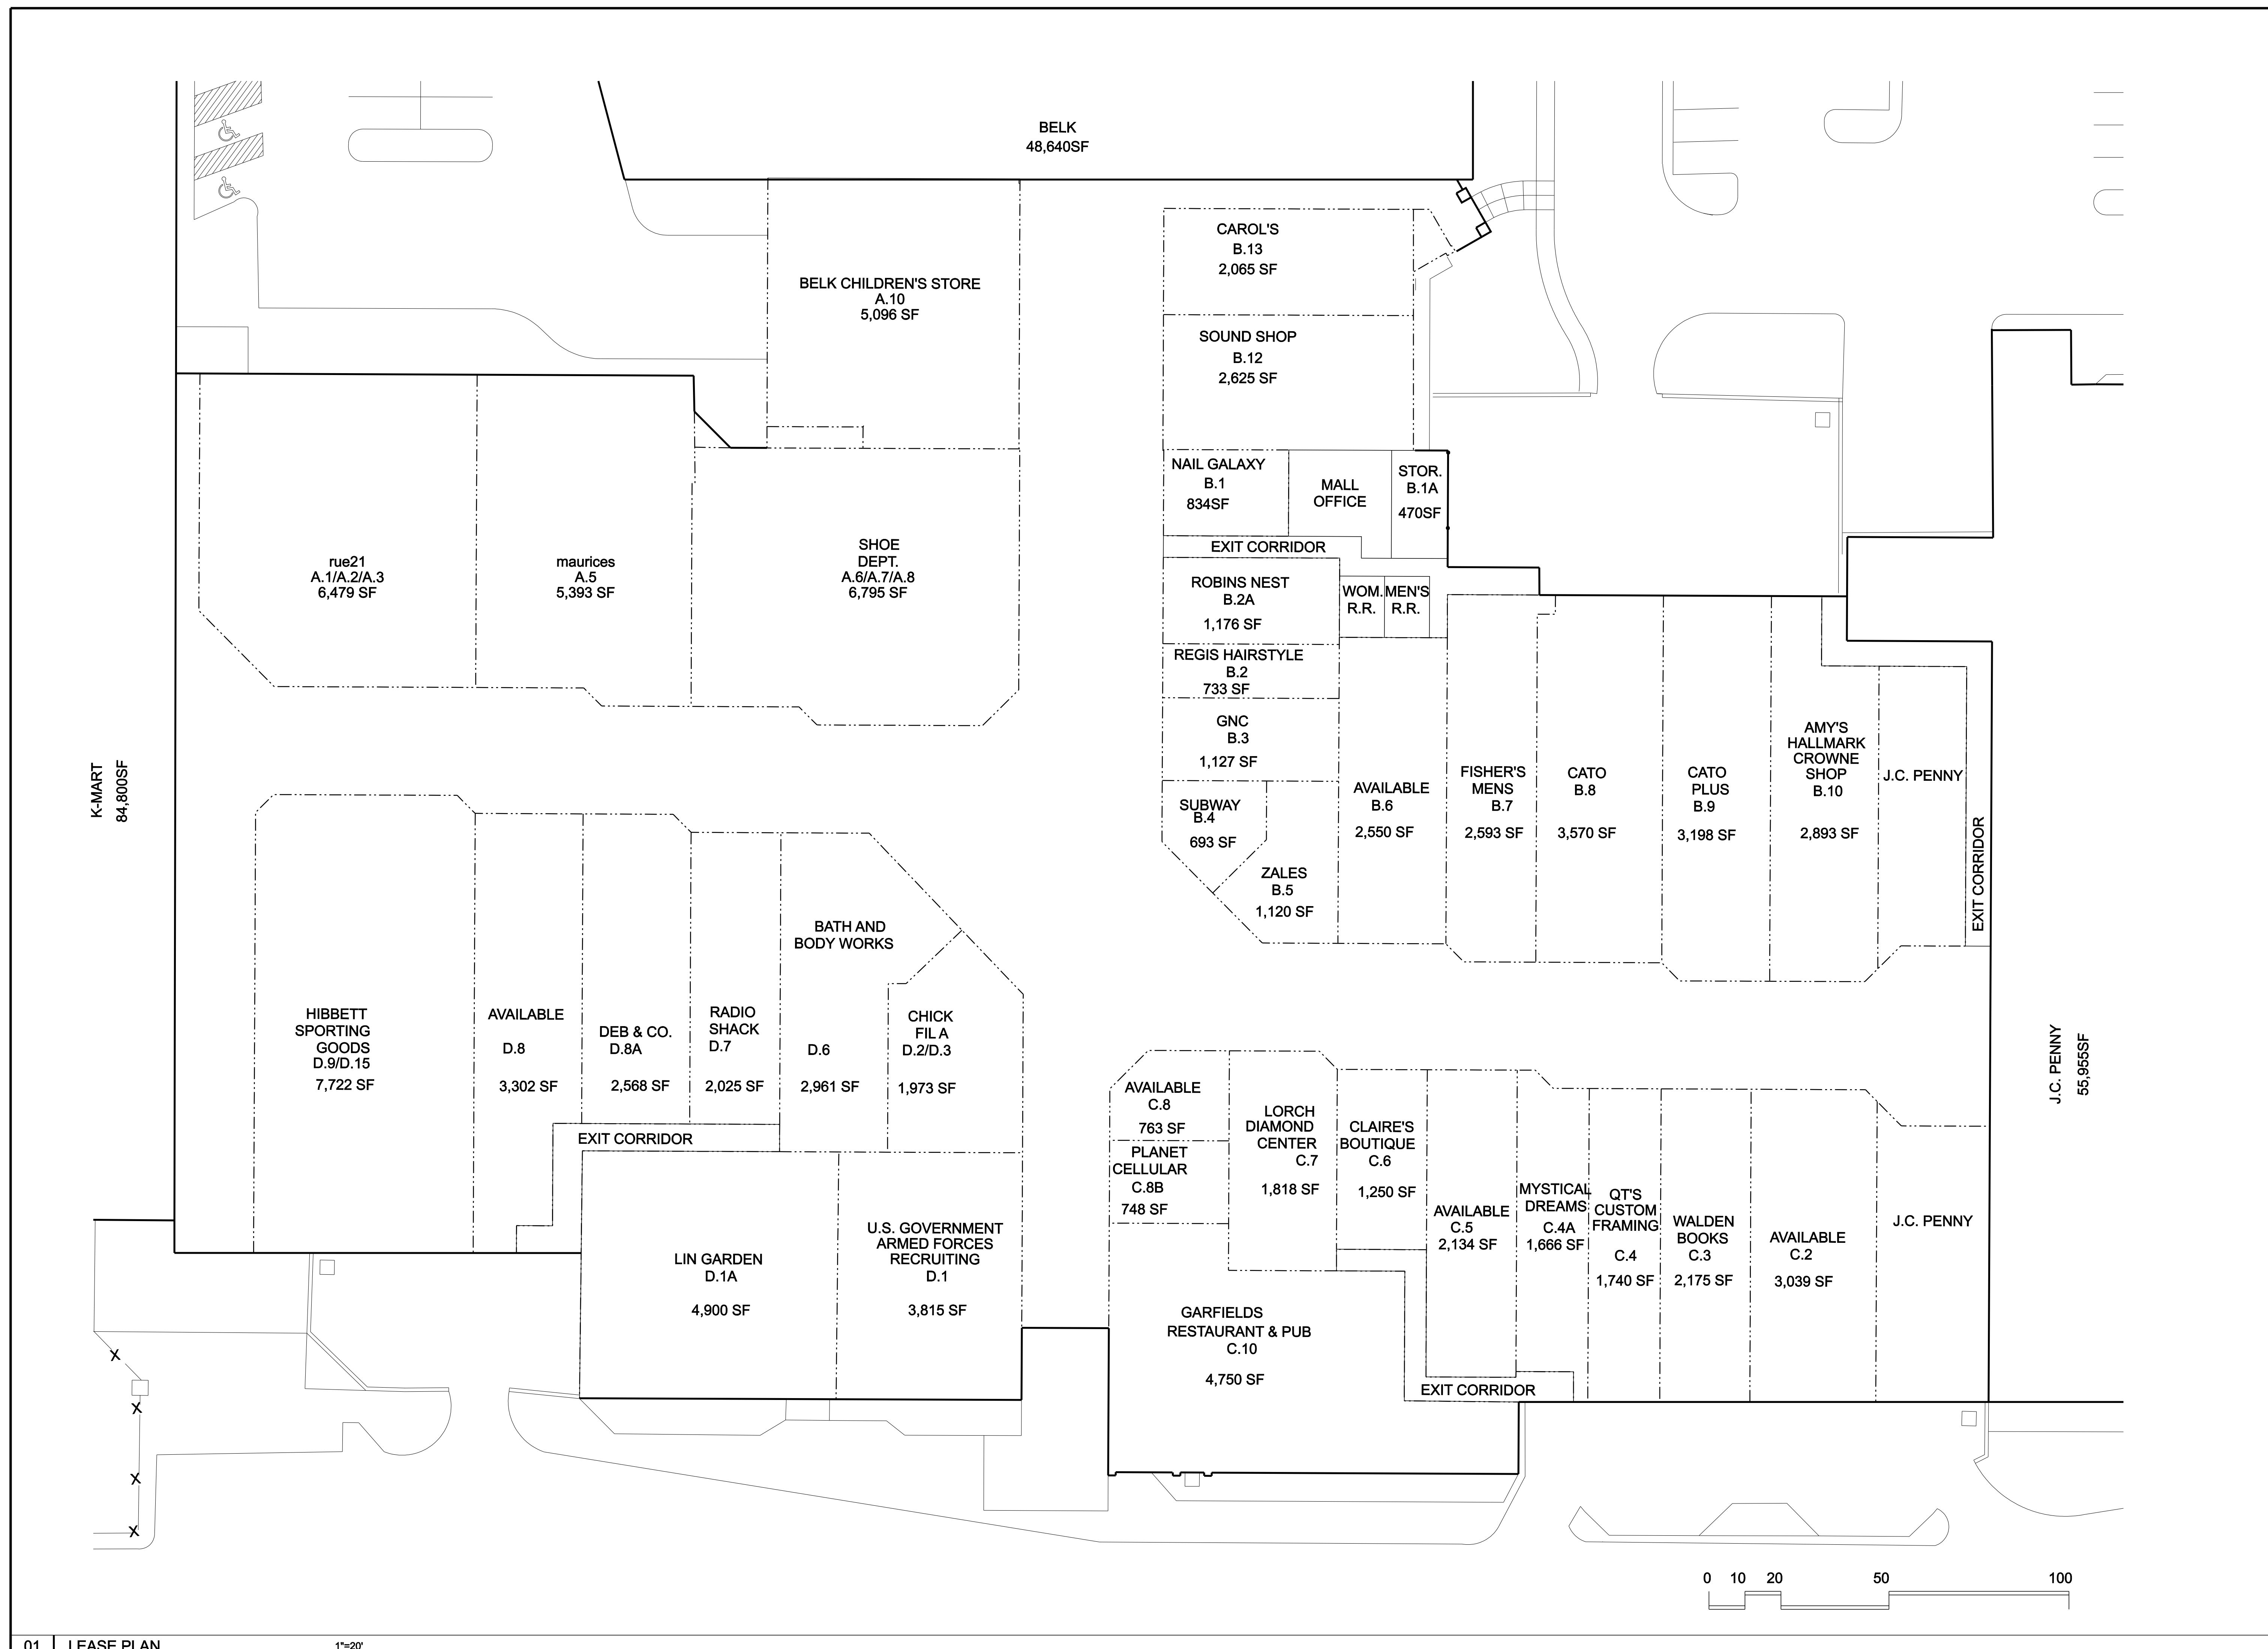 BELK
48,640SF
CAROL'S
B.13
2,065 SF
BELK CHILDREN'S STORE
A.10
5,096 SF
SOUND SHOP
B.12
2,625 SF
NAIL GALAXY
B.1
834SF
MALL
OFFICE
STOR.
B.1A
470SF
EXIT CORRIDOR
rue21
A.1/A.2/A.3
6,479 SF
maurices
A.5
5,393 SF
SHOE
DEPT.
A.6/A.7/A.8
6,795 SF
ROBINS NEST
B.2A
1,176 SF
WOM.
R.R.
MEN'S
R.R.
REGIS HAIRSTYLE
B.2
733 SF
GNC
B.3
1,127 SF
SUBWAY
B.4
693 SF
ZALES
B.5
1,120 SF
AVAILABLE
B.6
2,550 SF
FISHER'S
MENS
B.7
2,593 SF
CATO
B.8
3,570 SF
CATO
PLUS
B.9
3,198 SF
AMY'S
HALLMARK
CROWNE
SHOP
B.10
2,893 SF
J.C. PENNY
EXIT CORRIDOR
K-MART
84,800SF
HIBBETT
SPORTING
GOODS
D.9/D.15
7,722 SF
AVAILABLE
D.8
3,302 SF
DEB & CO.
D.8A
2,568 SF
RADIO
SHACK
D.7
2,025 SF
BATH AND
BODY WORKS
D.6
2,961 SF
CHICK
FIL A
D.2/D.3
1,973 SF
EXIT CORRIDOR
LIN GARDEN
D.1A
4,900 SF
U.S. GOVERNMENT
ARMED FORCES
RECRUITING
D.1
3,815 SF
AVAILABLE
C.8
763 SF
PLANET
CELLULAR
C.8B
748 SF
LORCH
DIAMOND
CENTER
C.7
1,818 SF
CLAIRE'S
BOUTIQUE
C.6
1,250 SF
AVAILABLE
C.5
2,134 SF
MYSTICAL
DREAMS
C.4A
1,666 SF
QT'S
CUSTOM
FRAMING
C.4
1,740 SF
WALDEN
BOOKS
C.3
2,175 SF
AVAILABLE
C.2
3,039 SF
J.C. PENNY
J.C. PENNY
55,955SF
GARFIELDS
RESTAURANT & PUB
C.10
4,750 SF
EXIT CORRIDOR
X
X
X
X
0 10 20 50 100
01 LEASE PLAN 1"=20'